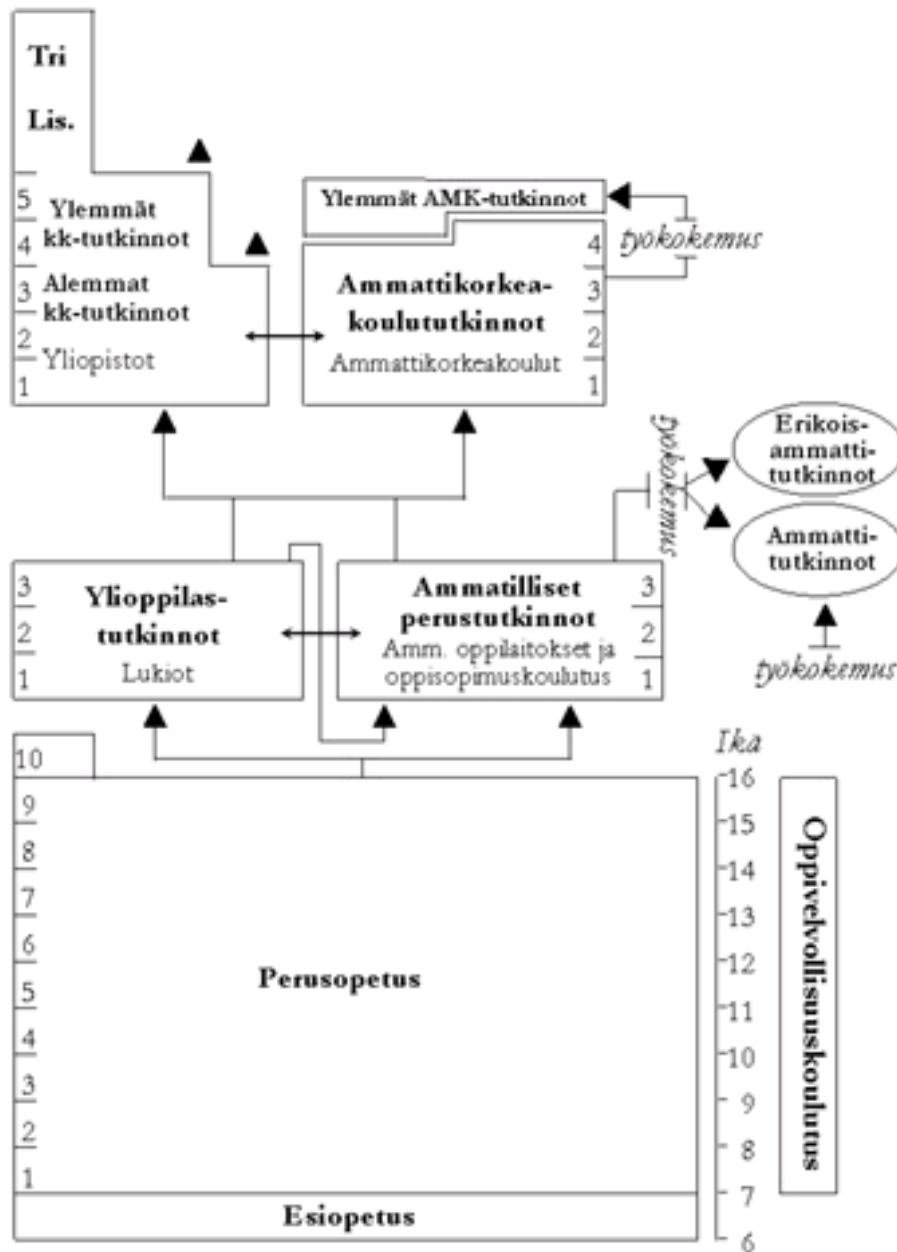 Tri
Lis.
5
Ylemmät
kk-tutkinnot
4
3
Alemmat
kk-tutkinnot
2
Yliopistot
1
Ylemmät AMK-tutkinnot
työkokemus
Ammattikorkea-
koulututkinnot
Ammattikorkeakoulut
4
3
2
1
työkokemus
Erikois-
ammatti-
tutkinnot
Ammatti-
tutkinnot
työkokemus
3
2
1
Ylioppilas-
tutkinnot
Lukiot
Ammatilliset
perustutkinnot
Amm. oppilaitokset ja
oppisopimuskoulutus
3
2
1
10
9
8
7
6
5
4
3
2
1
Perusopetus
Esiopetus
Ika
16
15
14
13
12
11
10
9
8
7
6
Oppivelvollisuuskoulutus